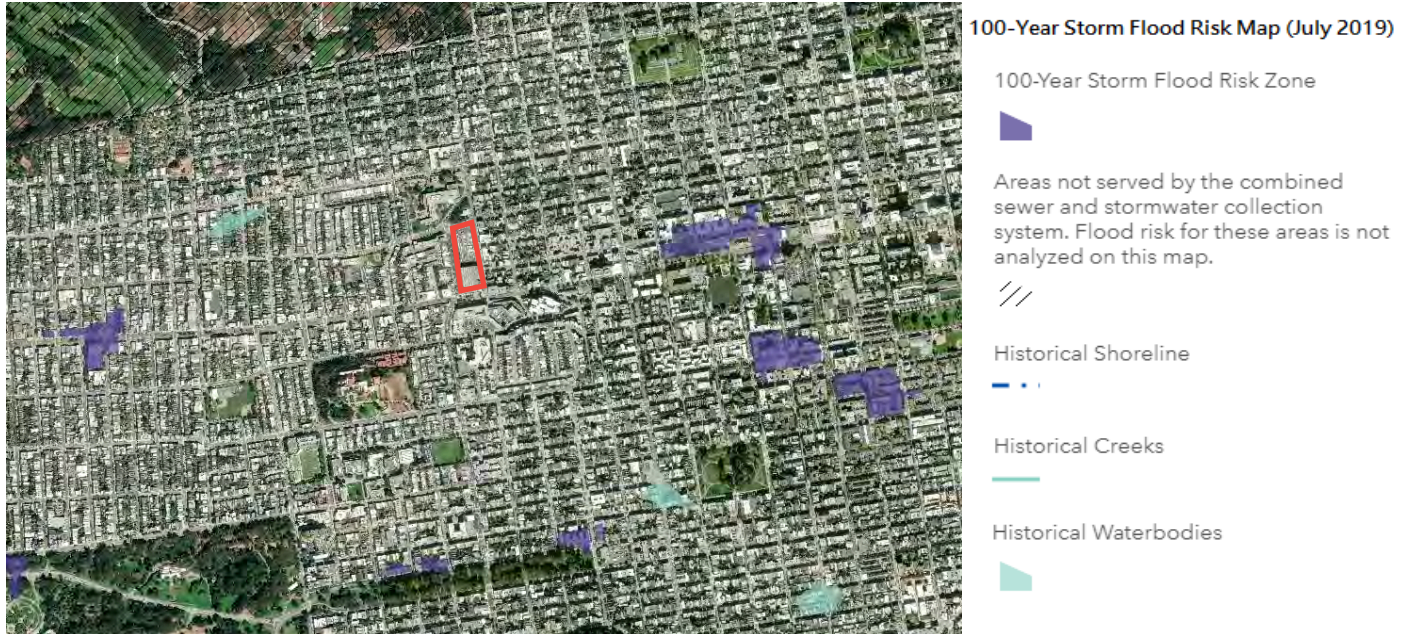 100-Year Storm Flood Risk Map (July 2019)
100-Year Storm Flood Risk Zone
Areas not served by the combined
sewer and stormwater collection
system. Flood risk for these areas is not
analyzed on this map.
Historical Shoreline
Historical Creeks
Historical Waterbodies